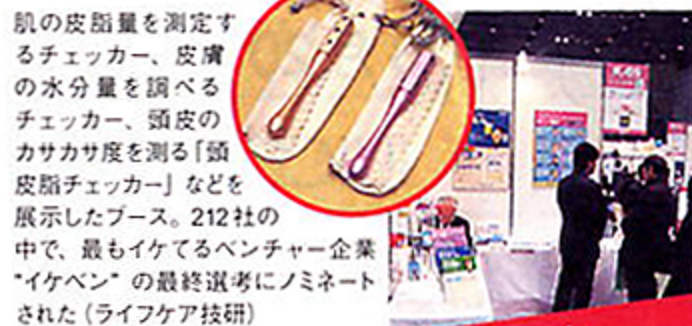 肌の皮脂量を測定す
るチェッカー、皮膚
の水分量を調べる
チェッカー、頭皮の
カサカサ度を測る「頭
皮脂チェッカー」などを
展示したブース。212社の
中で、最もイケてるベンチャー企業
"イケベン" の最終選考にノミネート
された(ライフケア技研)